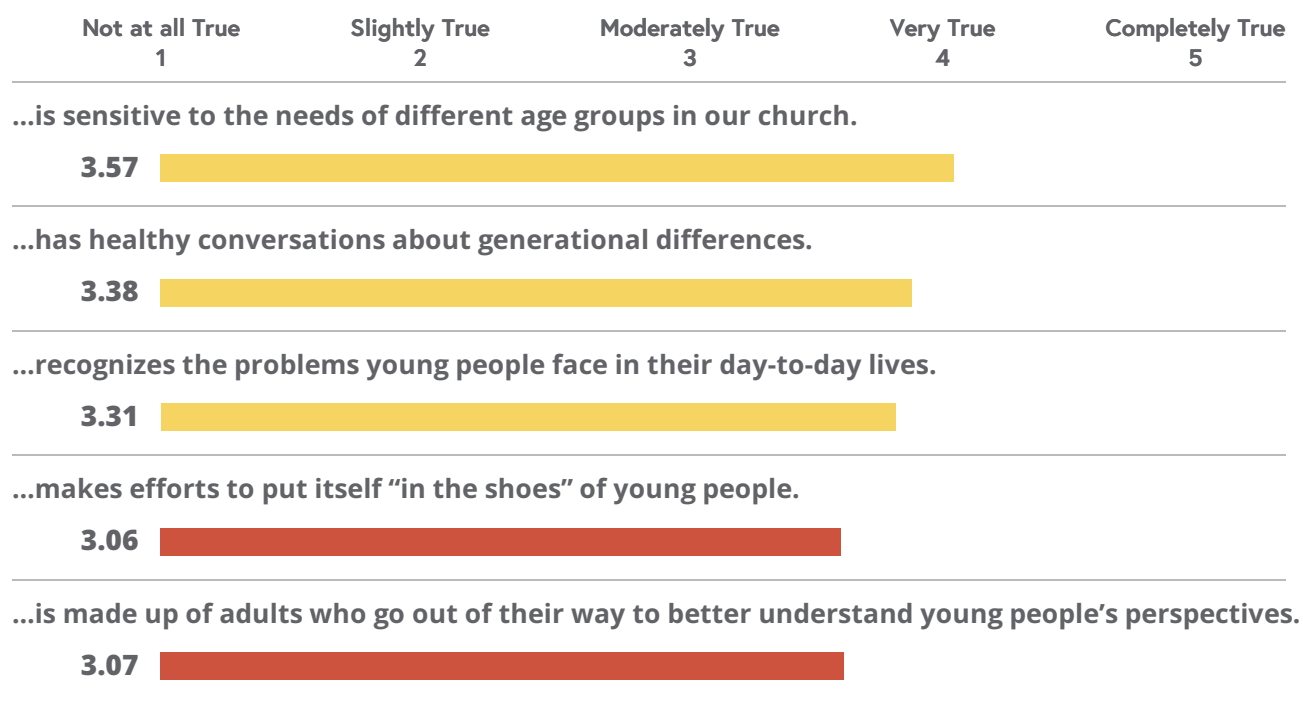 Not at all True Slightly True Moderately True Very True Completely True
1 2 3 4 5
...is sensitive to the needs of different age groups in our church.
3.57
...has healthy conversations about generational differences.
3.38
...recognizes the problems young people face in their day-to-day lives.
3.31
...makes efforts to put itself “in the shoes” of young people.
3.06
...is made up of adults who go out of their way to better understand young people’s perspectives.
3.07